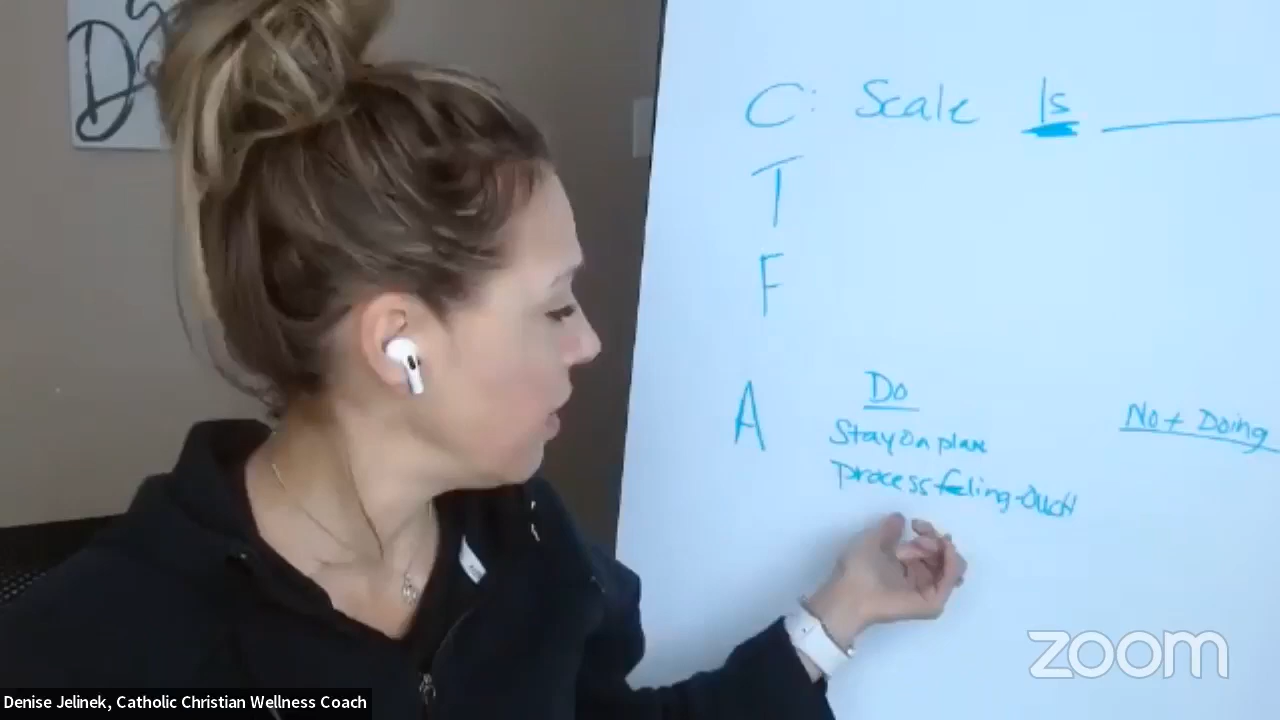 C: Scale Is
T
F
A
Do
Not Doing
Stay on plan
Process feeling-Ouch
zoom
Denise Jelinek, Catholic Christian Wellness Coach